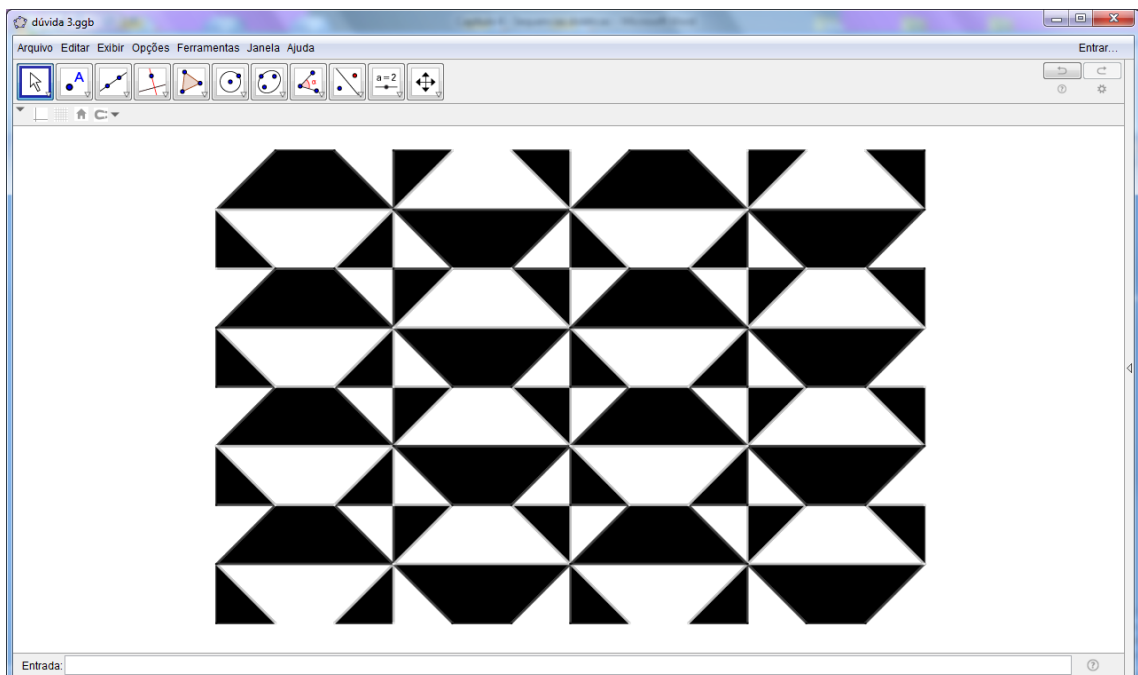 dúvida 3.ggb
Arquivo Editar Exibir Opções Ferramentas Janela Ajuda Entrar...
A α a=2
Entrada: